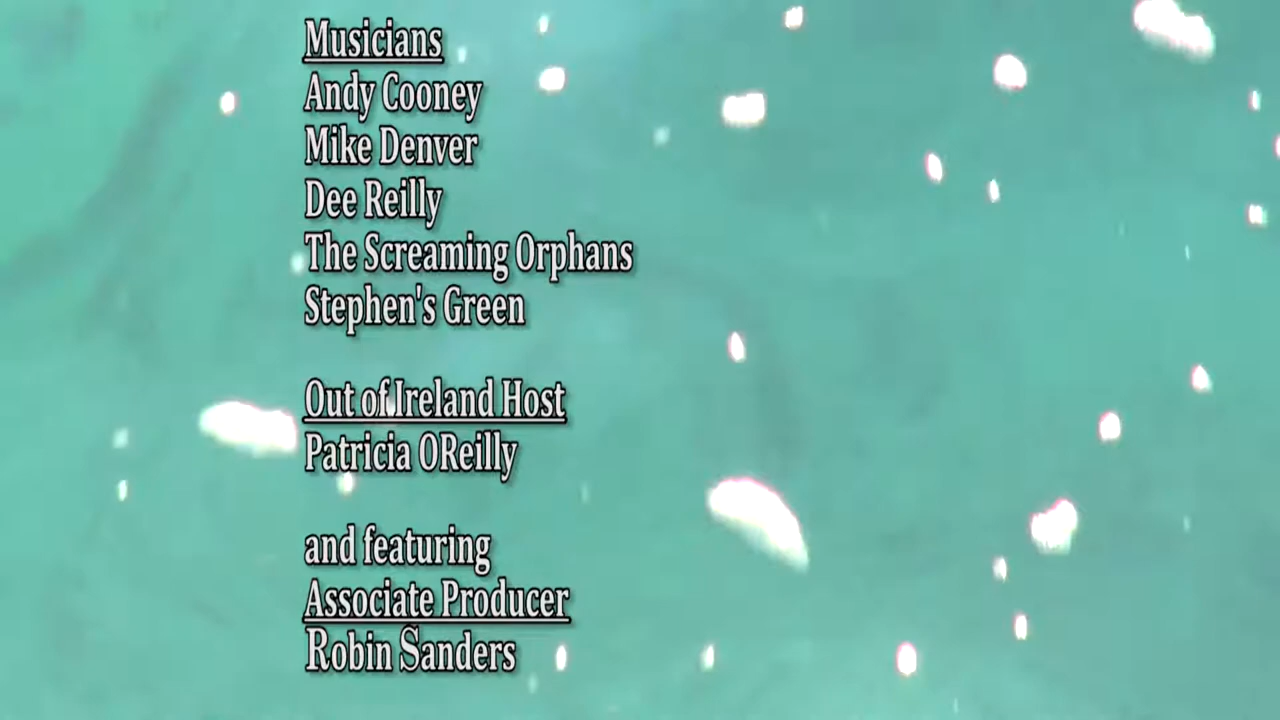 Musicians
Andy Cooney
Mike Denver
Dee Reilly
The Screaming Orphans
Stephen's Green
Out of Ireland Host
Patricia OReilly
and featuring
Associate Producer
Robin Sanders